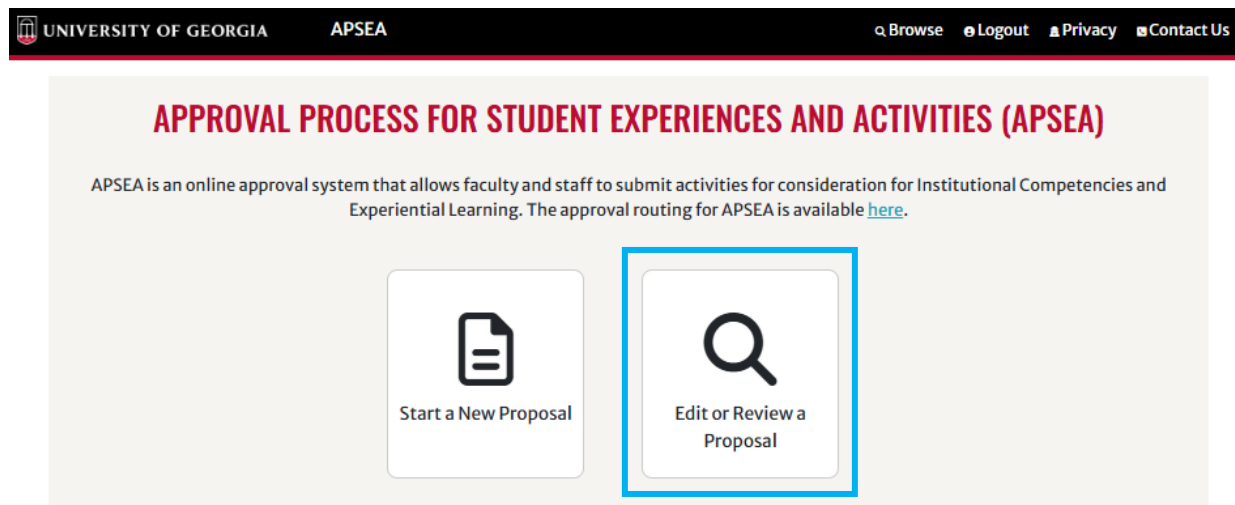 UNIVERSITY OF GEORGIA APSEA Browse Logout Privacy Contact Us
APPROVAL PROCESS FOR STUDENT EXPERIENCES AND ACTIVITIES (APSEA)
APSEA is an online approval system that allows faculty and staff to submit activities for consideration for Institutional Competencies and
Experiential Learning. The approval routing for APSEA is available here.
Start a New Proposal
Edit or Review a
Proposal